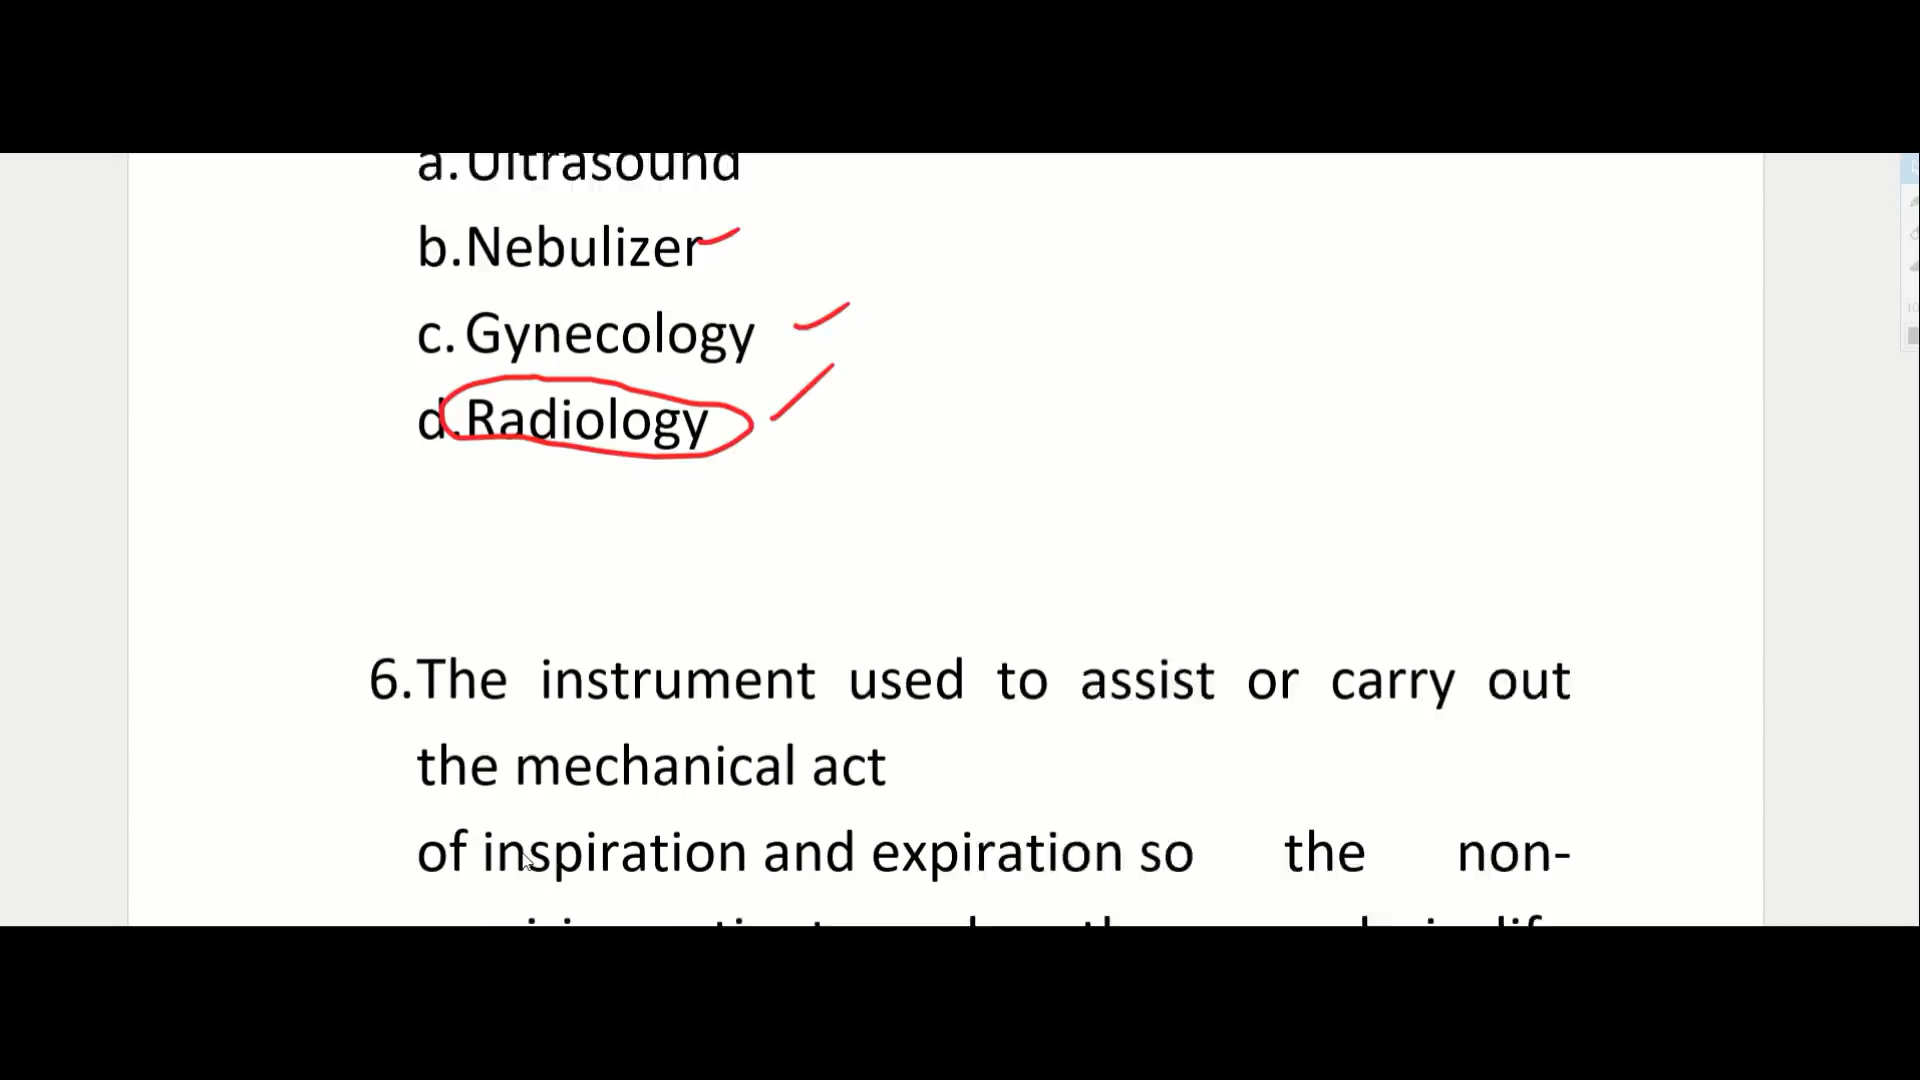 a. Ultrasound
b. Nebulizer
c. Gynecology
d. Radiology
6. The instrument used to assist or carry out
the mechanical act
of inspiration and expiration so the non-